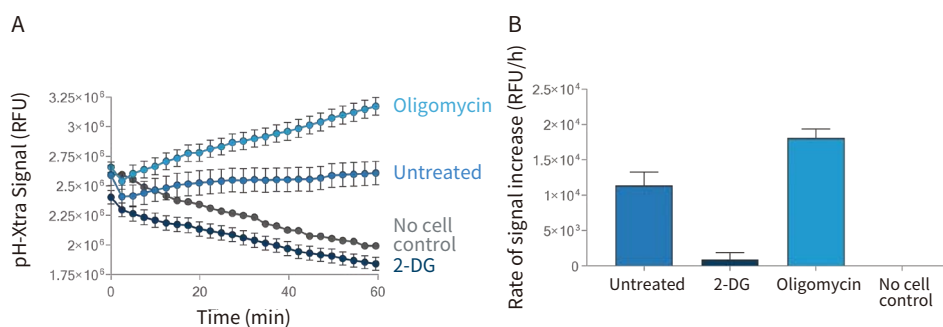 A
pH-Xtra Signal (RFU)
3.25×10⁶
3×10⁶
2.75×10⁶
2.5×10⁶
2.25×10⁶
2×10⁶
1.75×10⁶
0
20
40
60
Time (min)
Oligomycin
Untreated
No cell
control
2-DG
B
Rate of signal increase (RFU/h)
2.5×10⁴
2×10⁴
1.5×10⁴
1×10⁴
5×10³
0
Untreated
2-DG
Oligomycin
No cell
control